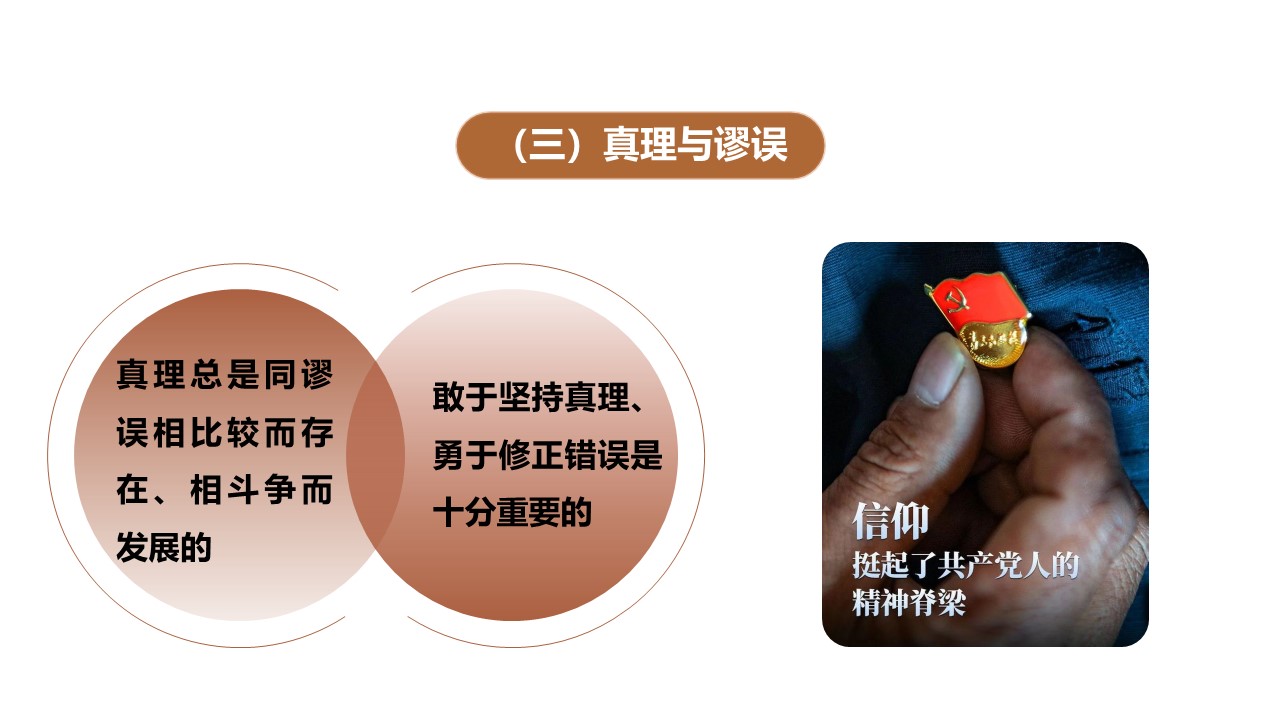 （三）真理与谬误
真理总是同谬
误相比较而存
在、相斗争而
发展的
敢于坚持真理、
勇于修正错误是
十分重要的
信仰
挺起了共产党人的
精神脊梁